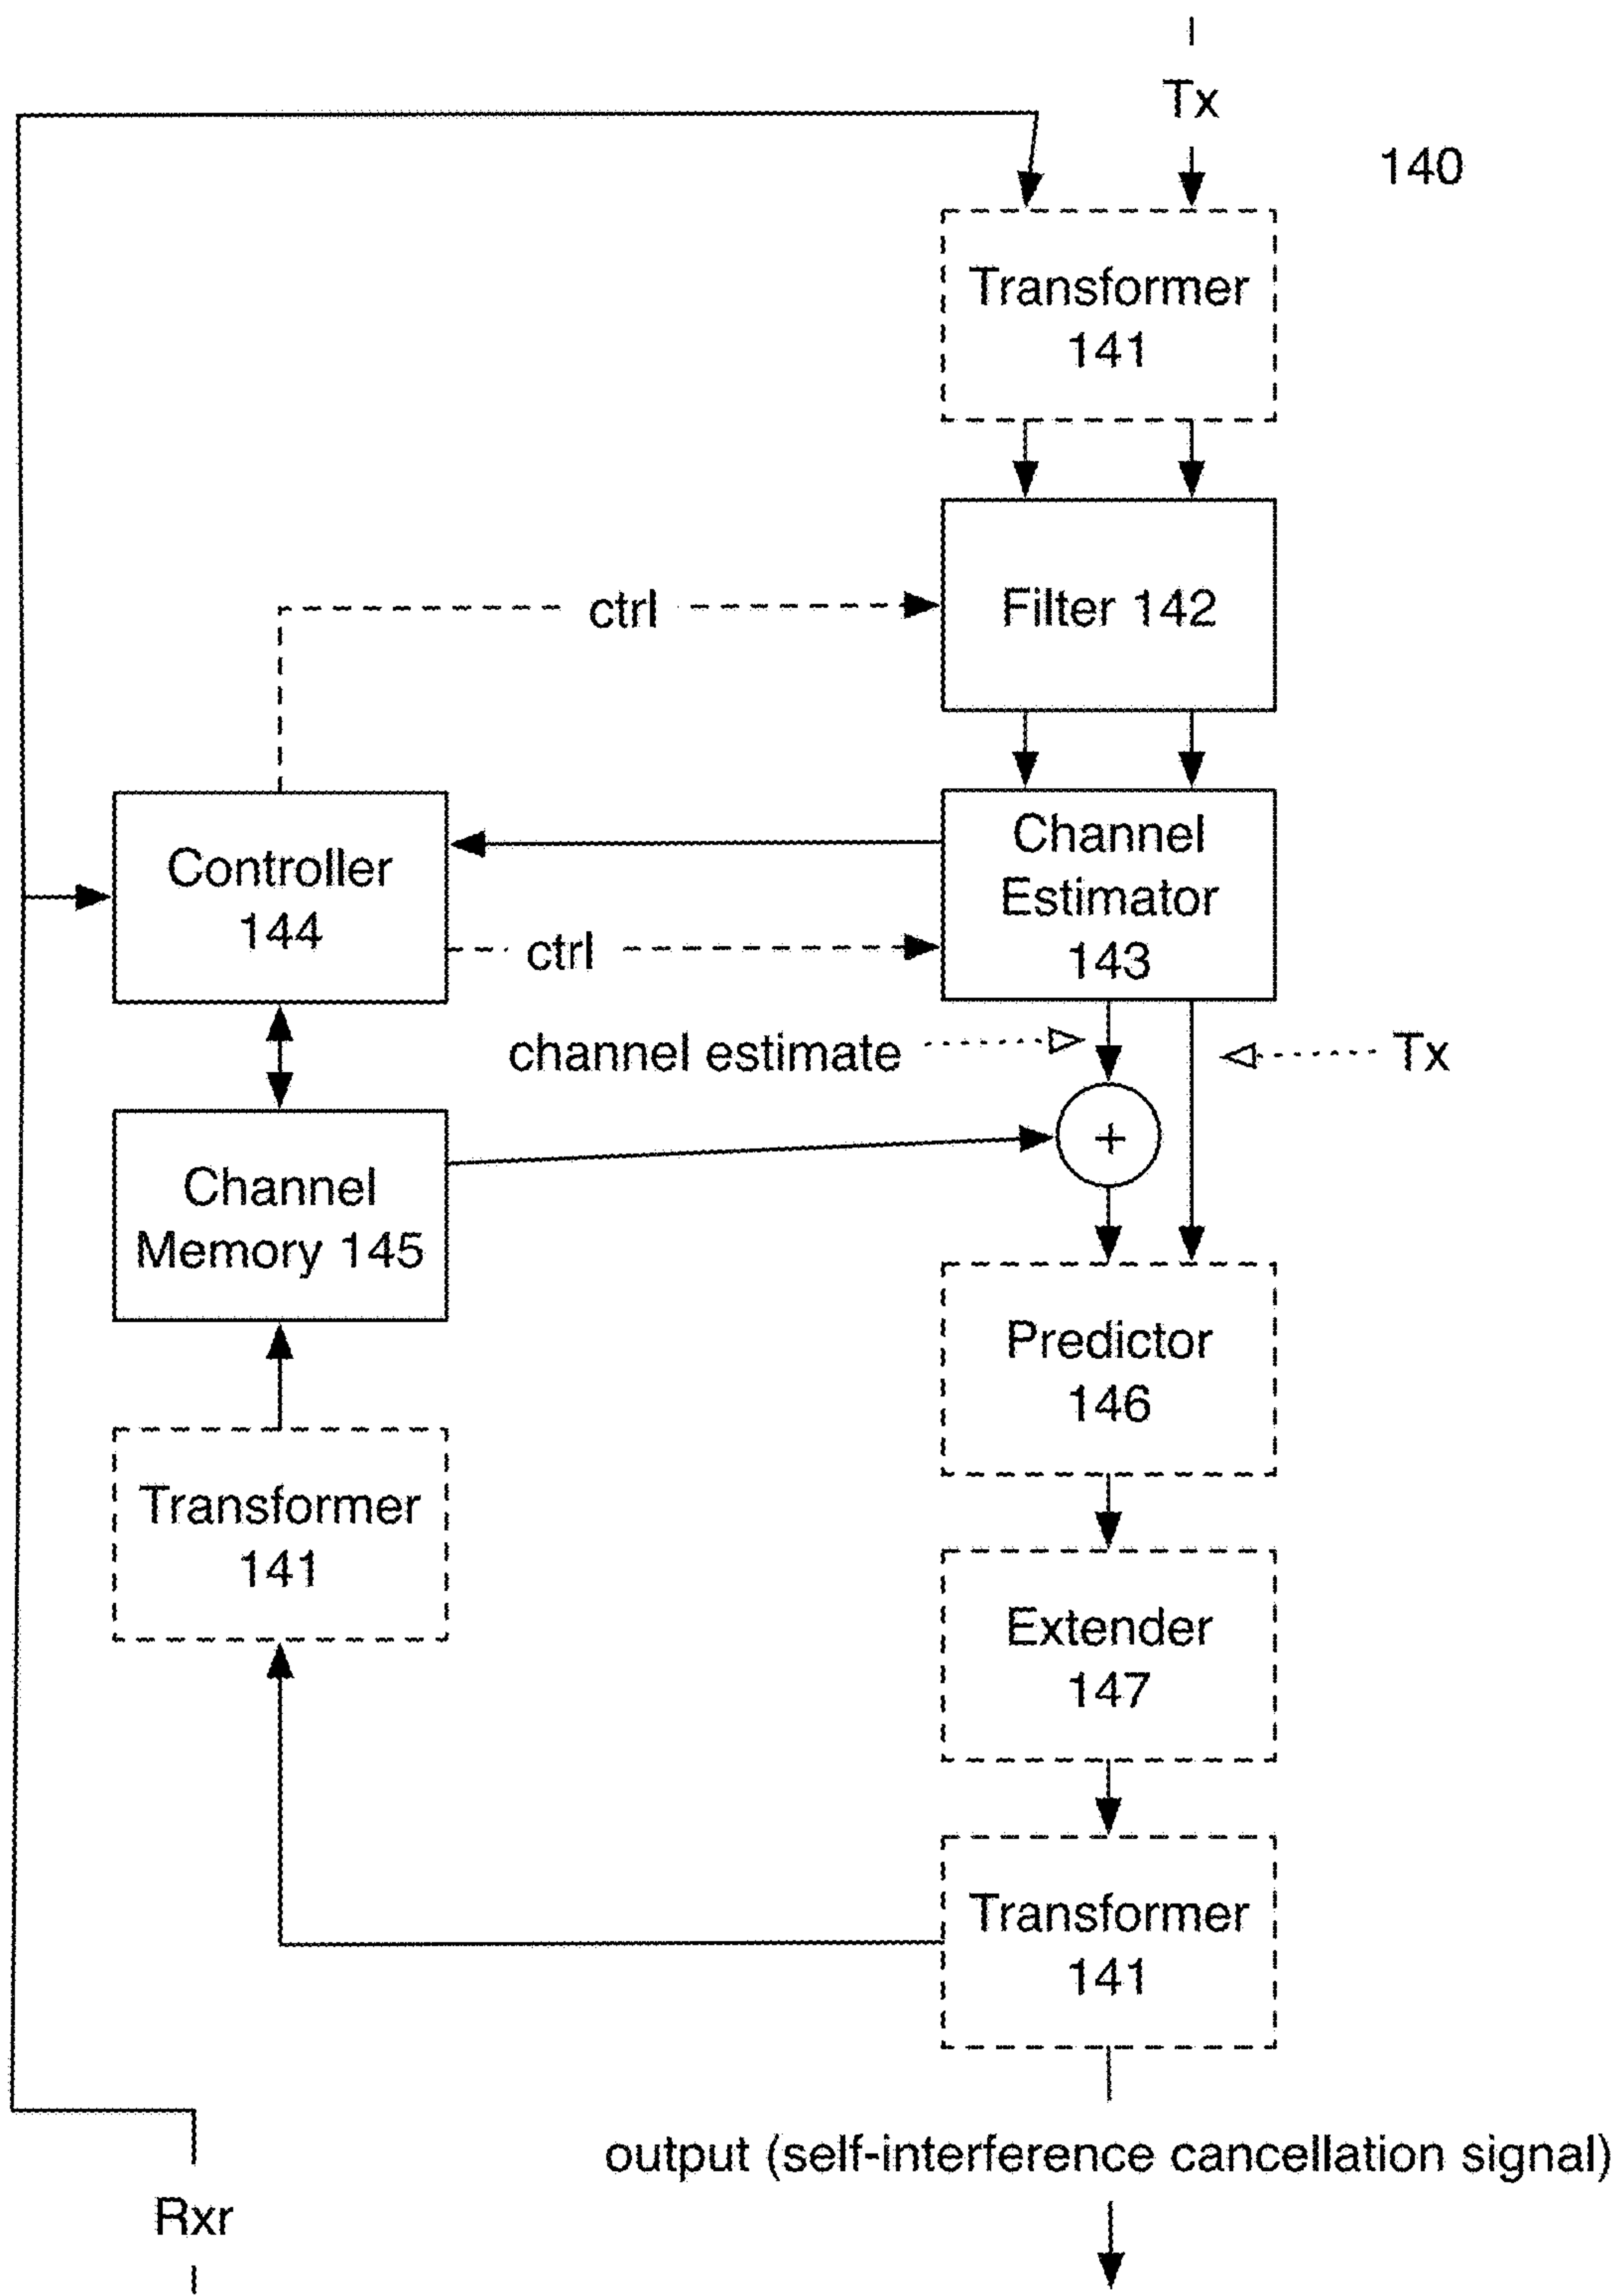 Tx
140
Transformer
141
ctrl
Filter 142
Controller
144
Channel
Estimator
143
ctrl
channel estimate
Tx
+
Channel
Memory 145
Predictor
146
Transformer
141
Extender
147
Transformer
141
output (self-interference cancellation signal)
Rxr